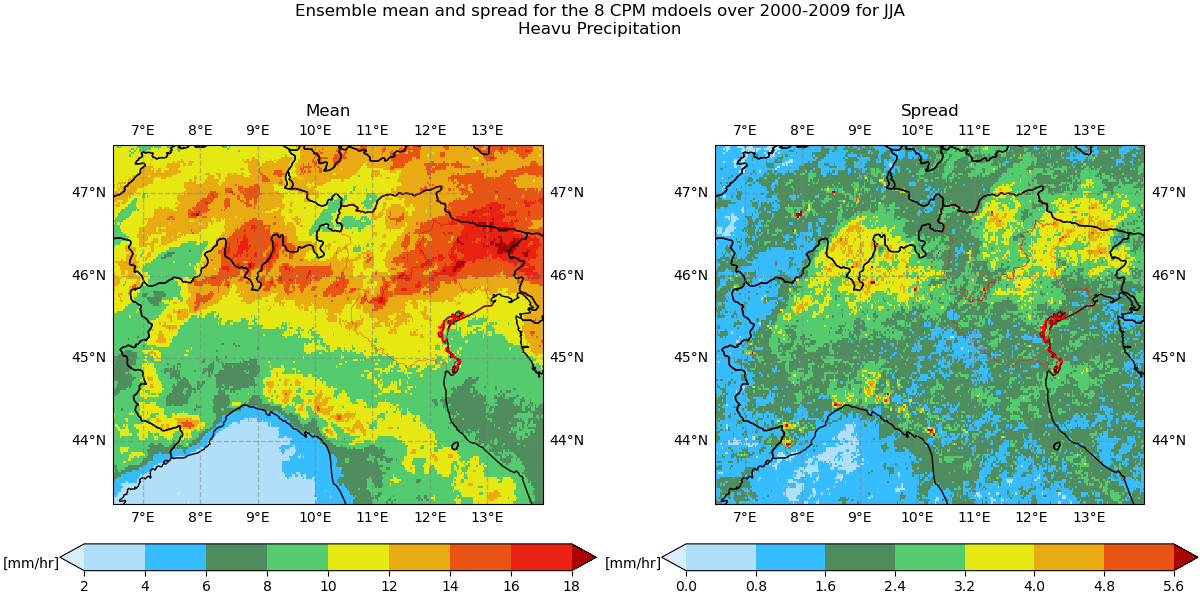 Ensemble mean and spread for the 8 CPM mdoels over 2000-2009 for JJA
Heavu Precipitation
Mean
7°E 8°E 9°E 10°E 11°E 12°E 13°E
47°N 47°N
46°N 46°N
45°N 45°N
44°N 44°N
7°E 8°E 9°E 10°E 11°E 12°E 13°E
[mm/hr]
2 4 6 8 10 12 14 16 18
Spread
7°E 8°E 9°E 10°E 11°E 12°E 13°E
47°N 47°N
46°N 46°N
45°N 45°N
44°N 44°N
7°E 8°E 9°E 10°E 11°E 12°E 13°E
[mm/hr]
0.0 0.8 1.6 2.4 3.2 4.0 4.8 5.6